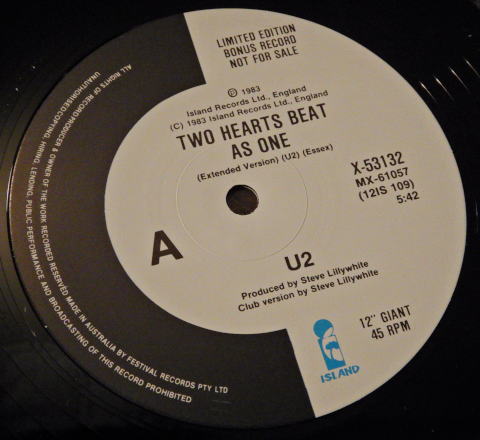 LIMITED EDITION
BONUS RECORD
NOT FOR SALE
℗ 1983
Island Records Ltd., England
(C) 1983 Island Records Ltd., England
TWO HEARTS BEAT
AS ONE
(Extended Version) (U2) (Essex)
X-53132
MX-61057
(12IS 109)
5:42
A
U2
Produced by Steve Lillywhite
Club version by Steve Lillywhite
12" GIANT
45 RPM
ISLAND
ALL RIGHTS OF RECORD PRODUCER & OWNER OF THE WORK RECORDED RESERVED MADE IN AUSTRALIA BY FESTIVAL RECORDS PTY LTD
UNAUTHORISED COPYING, HIRING, LENDING, PUBLIC PERFORMANCE AND BROADCASTING OF THIS RECORD PROHIBITED